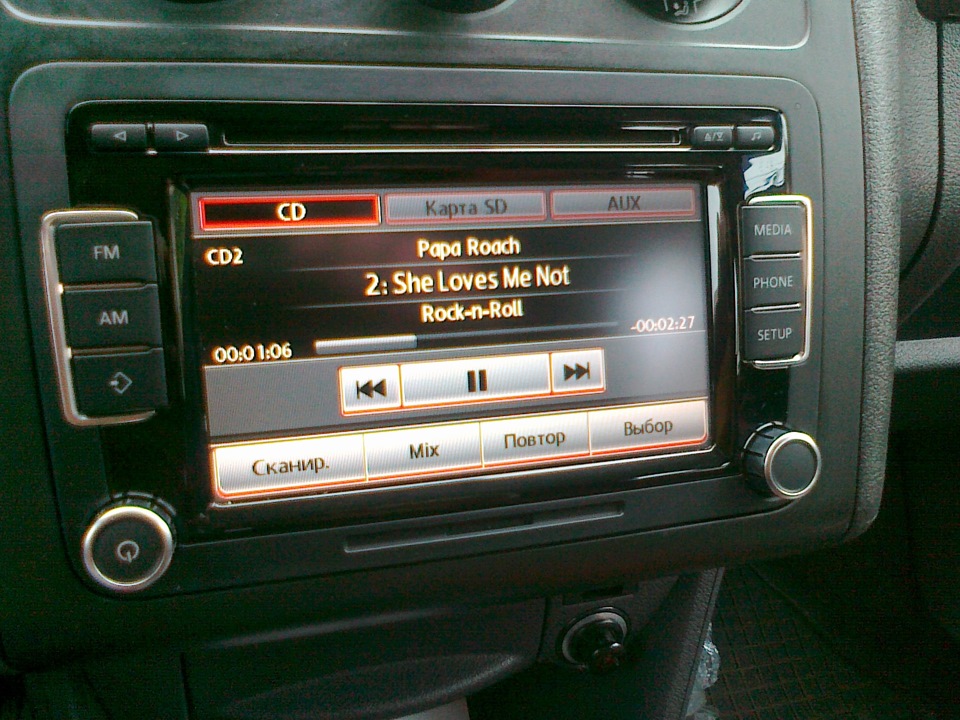 CD
Карта SD
AUX
CD2
Papa Roach
2: She Loves Me Not
Rock-n-Roll
00:01:06
-00:02:27
Сканир.
Mix
Повтор
Выбор
FM
AM
MEDIA
PHONE
SETUP